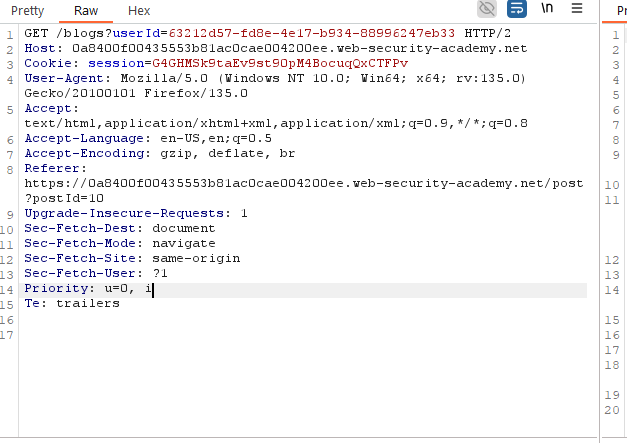 Pretty Raw Hex \n Pr
1 GET /blogs?userId=63212d57-fd8e-4e17-b934-88996247eb33 HTTP/2 1
2 Host: 0a8400f00435553b81ac0cae004200ee.web-security-academy.net 2
3 Cookie: session=G4GHMSk9taEv9st9OpM4BocuqQxCTFPv 3
4 User-Agent: Mozilla/5.0 (Windows NT 10.0; Win64; x64; rv:135.0) 4
Gecko/20100101 Firefox/135.0 5
5 Accept: 6
text/html,application/xhtml+xml,application/xml;q=0.9,*/*;q=0.8 7
6 Accept-Language: en-US,en;q=0.5 8
7 Accept-Encoding: gzip, deflate, br 9
8 Referer:
https://0a8400f00435553b81ac0cae004200ee.web-security-academy.net/post 10
?postId=10 11
9 Upgrade-Insecure-Requests: 1
10 Sec-Fetch-Dest: document
11 Sec-Fetch-Mode: navigate
12 Sec-Fetch-Site: same-origin 12
13 Sec-Fetch-User: ?1 13
14 Priority: u=0, i 14
15 Te: trailers
16 15
17 16
17
18
19
20